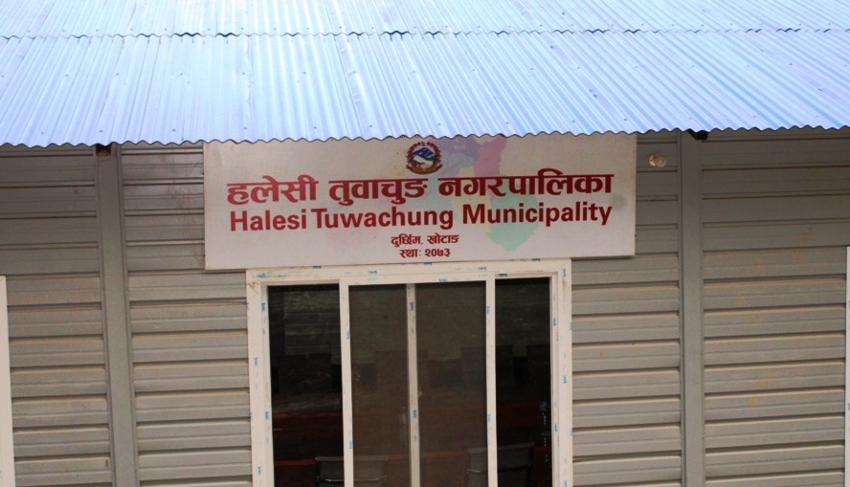 हलेसी तुवाचुङ नगरपालिका
Halesi Tuwachung Municipality
दुर्छिम, खोटाङ
स्थाः २०७३